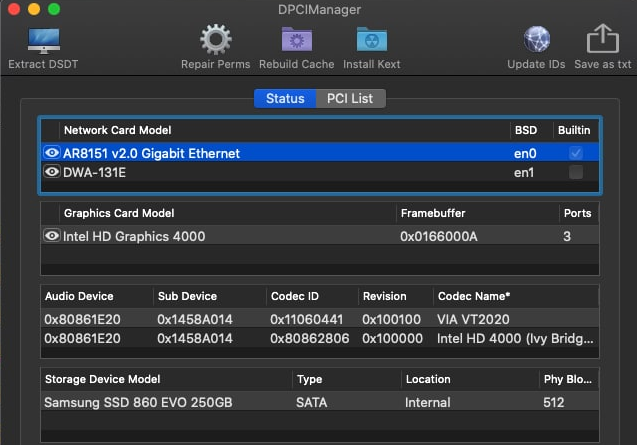 DPCIManager
Extract DSDT Repair Perms Rebuild Cache Install Kext Update IDs Save as txt
Status PCI List
Network Card Model BSD Builtin
AR8151 v2.0 Gigabit Ethernet en0
DWA-131E en1
Graphics Card Model Framebuffer Ports
Intel HD Graphics 4000 0x0166000A 3
Audio Device Sub Device Codec ID Revision Codec Name*
0x80861E20 0x1458A014 0x11060441 0x100100 VIA VT2020
0x80861E20 0x1458A014 0x80862806 0x100000 Intel HD 4000 (Ivy Bridg...
Storage Device Model Type Location Phy Blo...
Samsung SSD 860 EVO 250GB SATA Internal 512